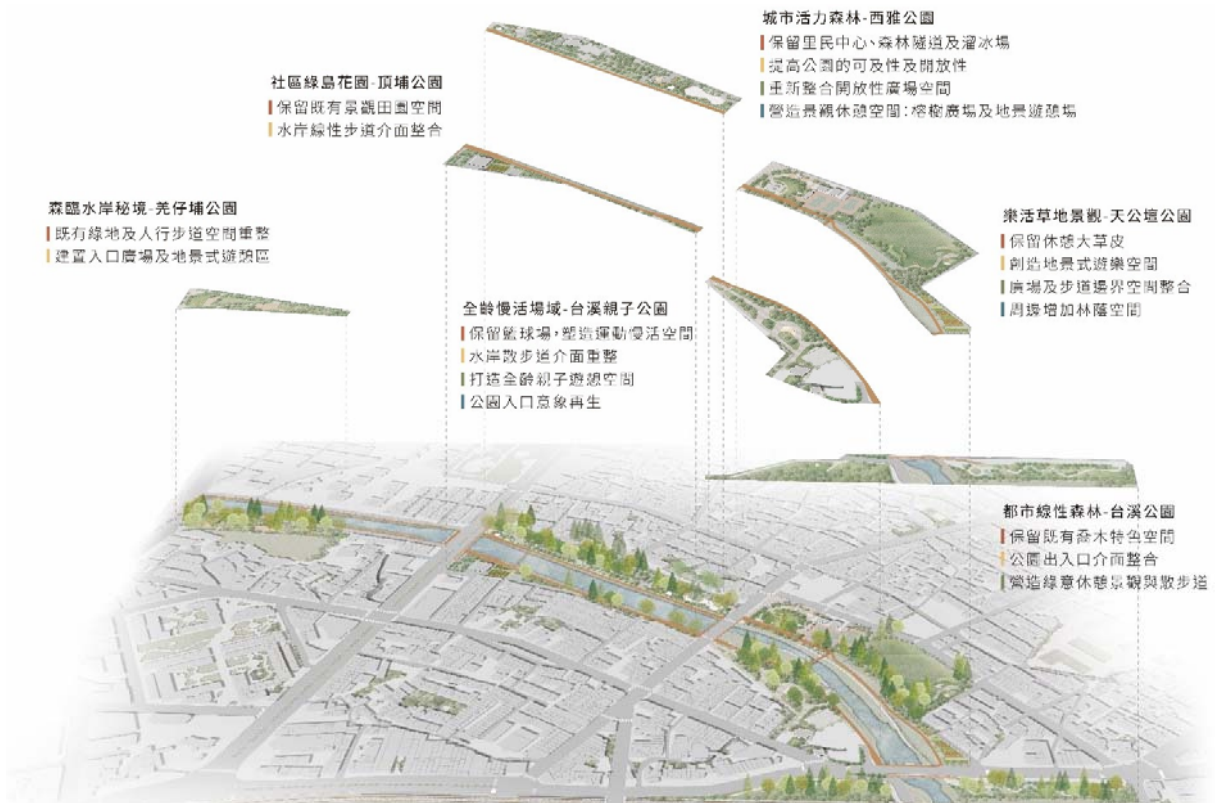 城市活力森林-西雅公園
保留里民中心、森林隧道及溜冰場
提高公園的可及性及開放性
重新整合開放性廣場空間
營造景觀休憩空間:榕樹廣場及地景遊憩場
社區綠島花園-頂埔公園
保留既有景觀田園空間
水岸線性步道介面整合
森臨水岸秘境-羌仔埔公園
既有綠地及人行步道空間重整
建置入口廣場及地景式遊憩區
樂活草地景觀-天公壇公園
保留休憩大草皮
創造地景式遊樂空間
廣場及步道邊界空間整合
周邊增加林蔭空間
全齡慢活場域-台溪親子公園
保留籃球場,塑造運動慢活空間
水岸散步道介面重整
打造全齡親子遊憩空間
公園入口意象再生
都市線性森林-台溪公園
保留既有喬木特色空間
公園出入口介面整合
營造綠意休憩景觀與散步道